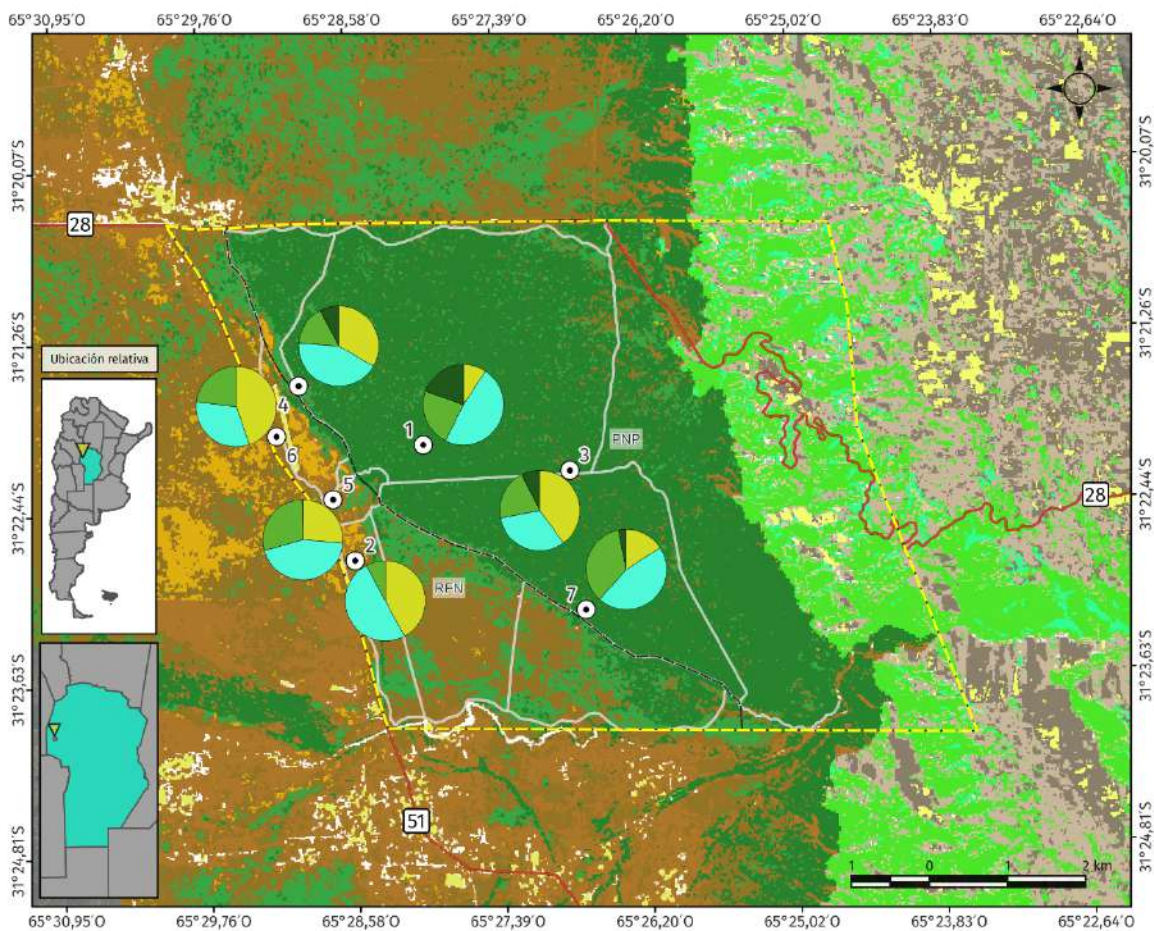 65°30,95'O 65°29,76'O 65°28,58'O 65°27,39'O 65°26,20'O 65°25,02'O 65°23,83'O 65°22,64'O
31°20,07'S
31°20,07'S
28
31°21,26'S
31°21,26'S
Ubicación relativa
4
1
6
PNP
3
5
31°22,44'S
31°22,44'S
28
2
REN
7
31°23,63'S
31°23,63'S
51
31°24,81'S
31°24,81'S
1 0 1 2 km
65°30,95'O 65°29,76'O 65°28,58'O 65°27,39'O 65°26,20'O 65°25,02'O 65°23,83'O 65°22,64'O